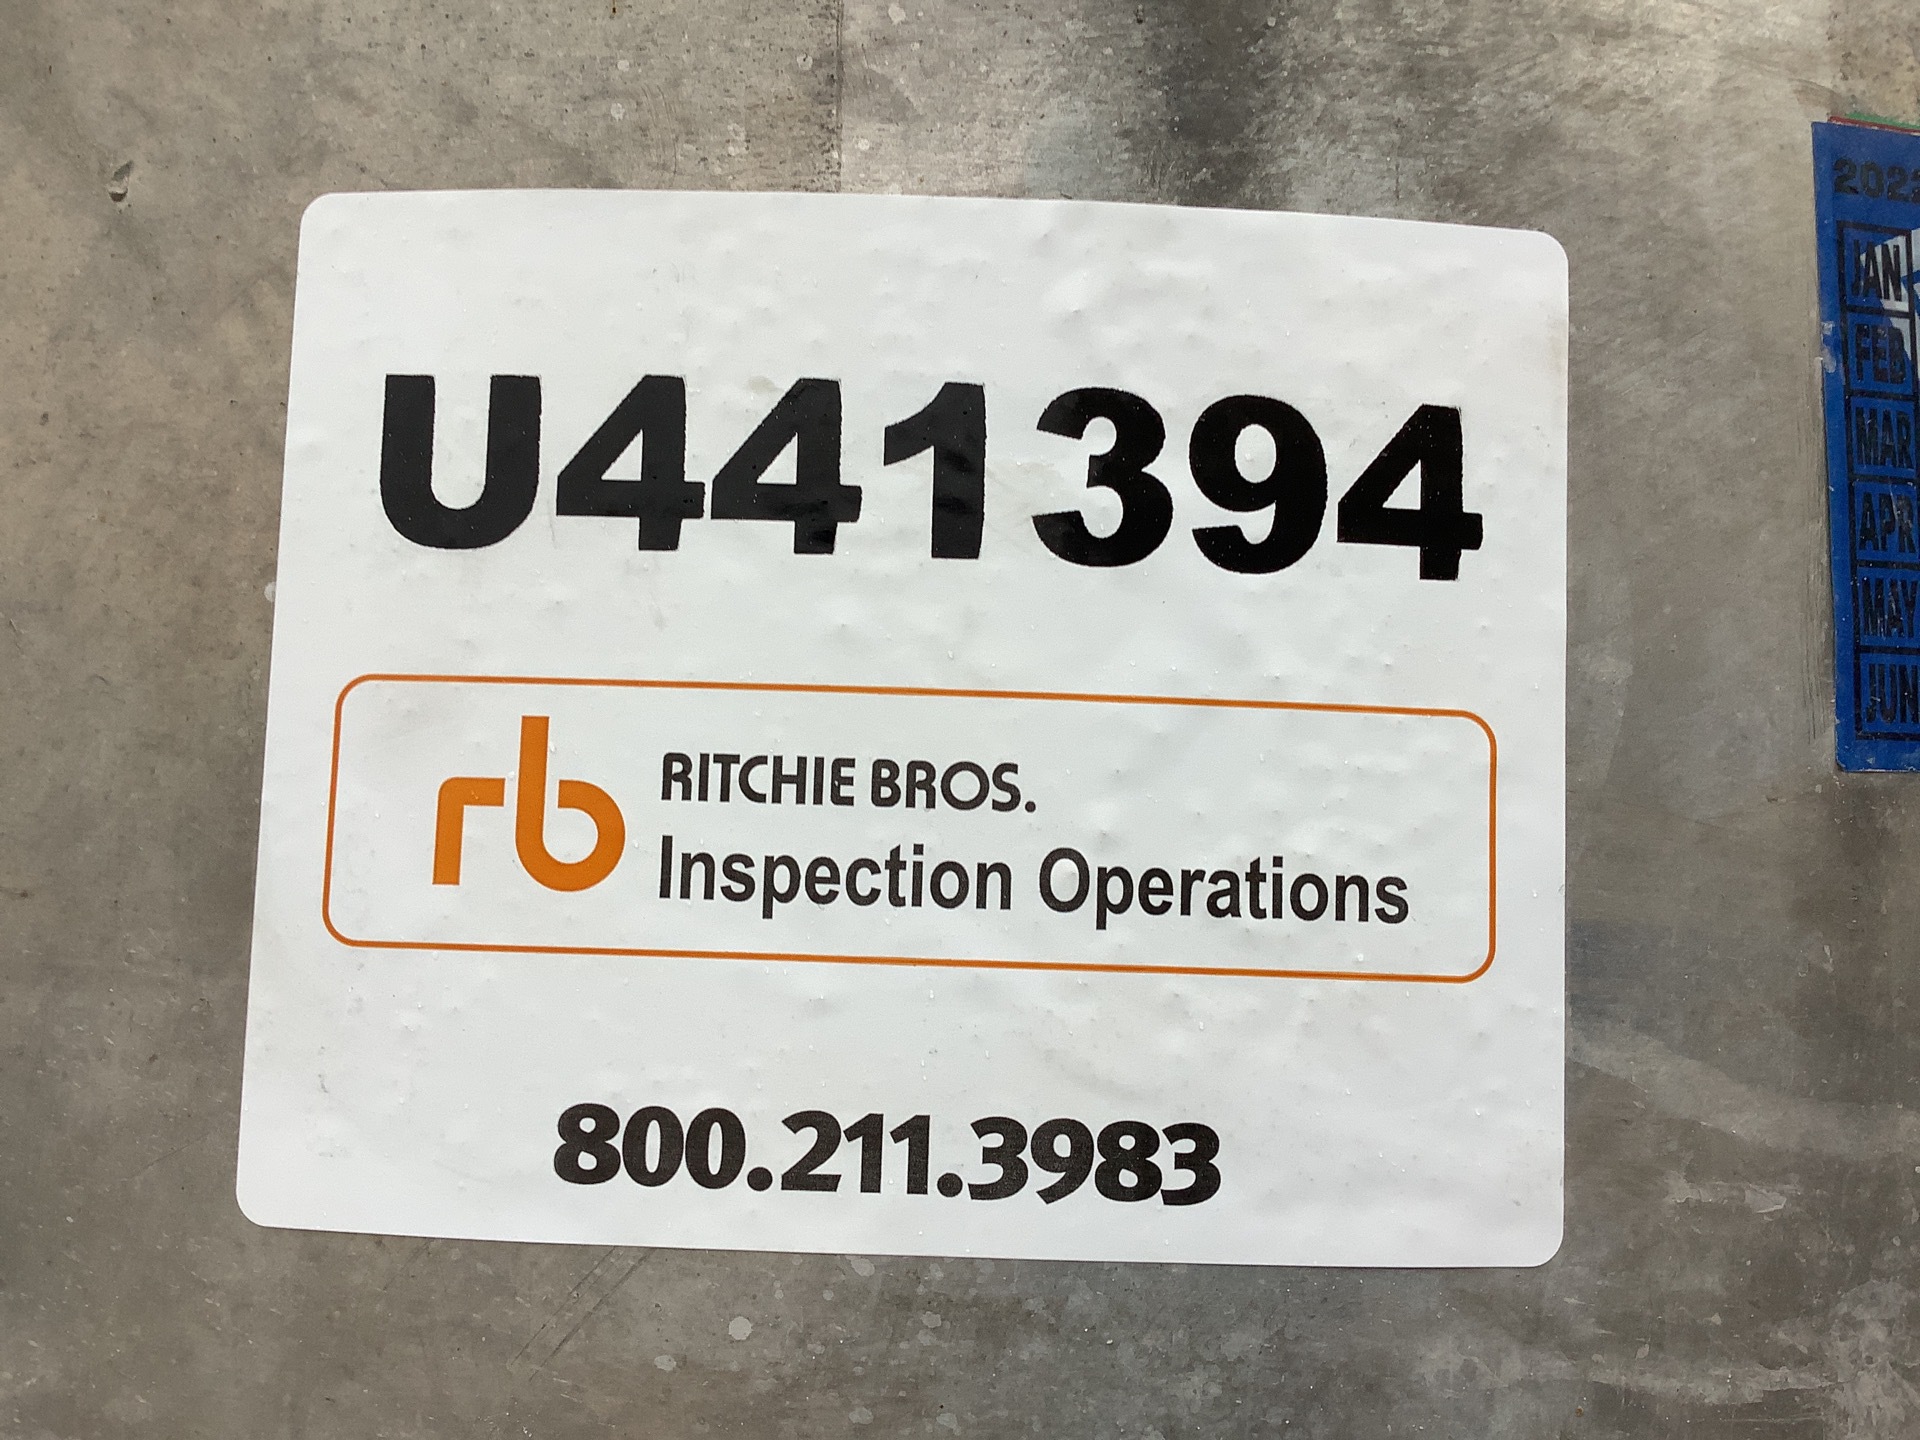 U441394
rb
RITCHIE BROS.
Inspection Operations
800.211.3983
JAN
FEB
MAR
APR
MAY
JUN